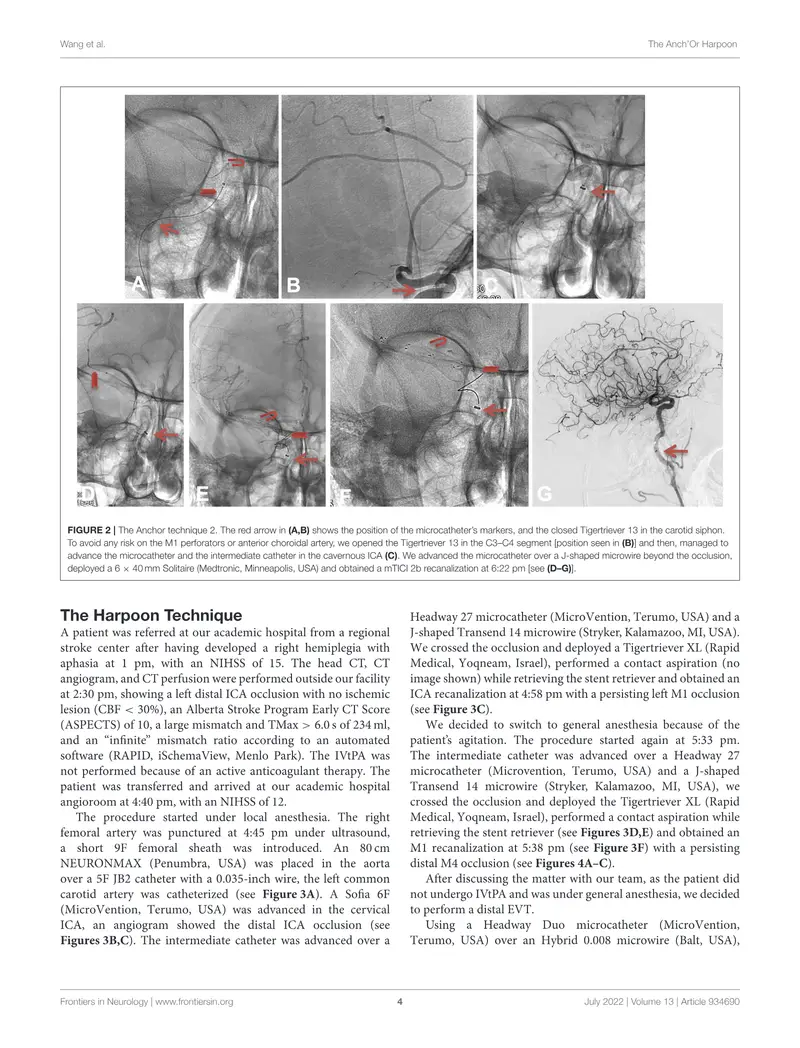 Wang et al.
The Anch'Or Harpoon
A
B
C
D
E
F
G
FIGURE 2 | The Anchor technique 2. The red arrow in (A,B) shows the position of the microcatheter's markers, and the closed Tigertriever 13 in the carotid siphon.
To avoid any risk on the M1 perforators or anterior choroidal artery, we opened the Tigertriever 13 in the C3–C4 segment [position seen in (B)] and then, managed to
advance the microcatheter and the intermediate catheter in the cavernous ICA (C). We advanced the microcatheter over a J-shaped microwire beyond the occlusion,
deployed a 6 × 40 mm Solitaire (Medtronic, Minneapolis, USA) and obtained a mTICI 2b recanalization at 6:22 pm [see (D–G)].
The Harpoon Technique
A patient was referred at our academic hospital from a regional
stroke center after having developed a right hemiplegia with
aphasia at 1 pm, with an NIHSS of 15. The head CT, CT
angiogram, and CT perfusion were performed outside our facility
at 2:30 pm, showing a left distal ICA occlusion with no ischemic
lesion (CBF < 30%), an Alberta Stroke Program Early CT Score
(ASPECTS) of 10, a large mismatch and TMax > 6.0 s of 234 ml,
and an "infinite" mismatch ratio according to an automated
software (RAPID, iSchemaView, Menlo Park). The IVtPA was
not performed because of an active anticoagulant therapy. The
patient was transferred and arrived at our academic hospital
angioroom at 4:40 pm, with an NIHSS of 12.
The procedure started under local anesthesia. The right
femoral artery was punctured at 4:45 pm under ultrasound,
a short 9F femoral sheath was introduced. An 80 cm
NEURONMAX (Penumbra, USA) was placed in the aorta
over a 5F JB2 catheter with a 0.035-inch wire, the left common
carotid artery was catheterized (see Figure 3A). A Sofia 6F
(MicroVention, Terumo, USA) was advanced in the cervical
ICA, an angiogram showed the distal ICA occlusion (see
Figures 3B,C). The intermediate catheter was advanced over a
Headway 27 microcatheter (MicroVention, Terumo, USA) and a
J-shaped Transend 14 microwire (Stryker, Kalamazoo, MI, USA).
We crossed the occlusion and deployed a Tigertriever XL (Rapid
Medical, Yoqneam, Israel), performed a contact aspiration (no
image shown) while retrieving the stent retriever and obtained an
ICA recanalization at 4:58 pm with a persisting left M1 occlusion
(see Figure 3C).
We decided to switch to general anesthesia because of the
patient's agitation. The procedure started again at 5:33 pm.
The intermediate catheter was advanced over a Headway 27
microcatheter (Microvention, Terumo, USA) and a J-shaped
Transend 14 microwire (Stryker, Kalamazoo, MI, USA), we
crossed the occlusion and deployed the Tigertriever XL (Rapid
Medical, Yoqneam, Israel), performed a contact aspiration while
retrieving the stent retriever (see Figures 3D,E) and obtained an
M1 recanalization at 5:38 pm (see Figure 3F) with a persisting
distal M4 occlusion (see Figures 4A–C).
After discussing the matter with our team, as the patient did
not undergo IVtPA and was under general anesthesia, we decided
to perform a distal EVT.
Using a Headway Duo microcatheter (MicroVention,
Terumo, USA) over an Hybrid 0.008 microwire (Balt, USA),
Frontiers in Neurology | www.frontiersin.org
4
July 2022 | Volume 13 | Article 934690